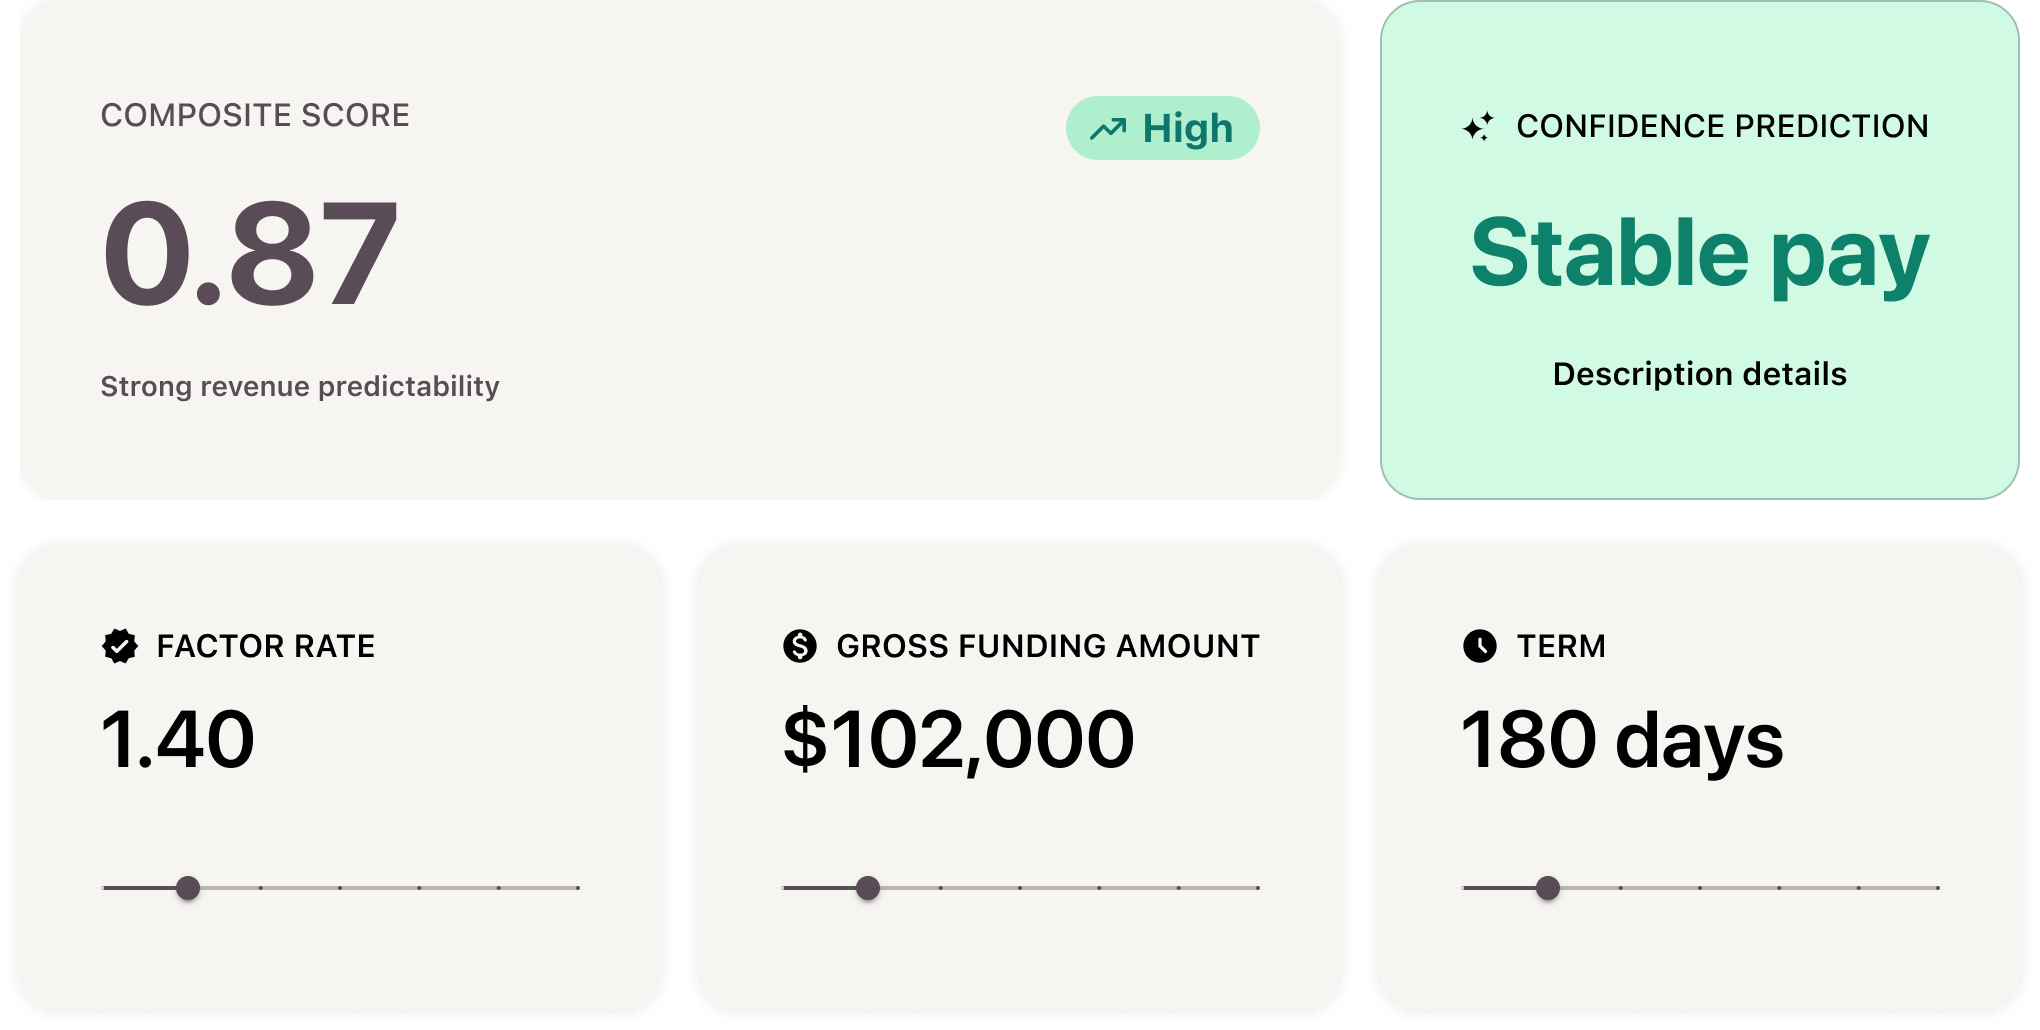 COMPOSITE SCORE
High
0.87
Strong revenue predictability
CONFIDENCE PREDICTION
Stable pay
Description details
FACTOR RATE
1.40
GROSS FUNDING AMOUNT
$102,000
TERM
180 days